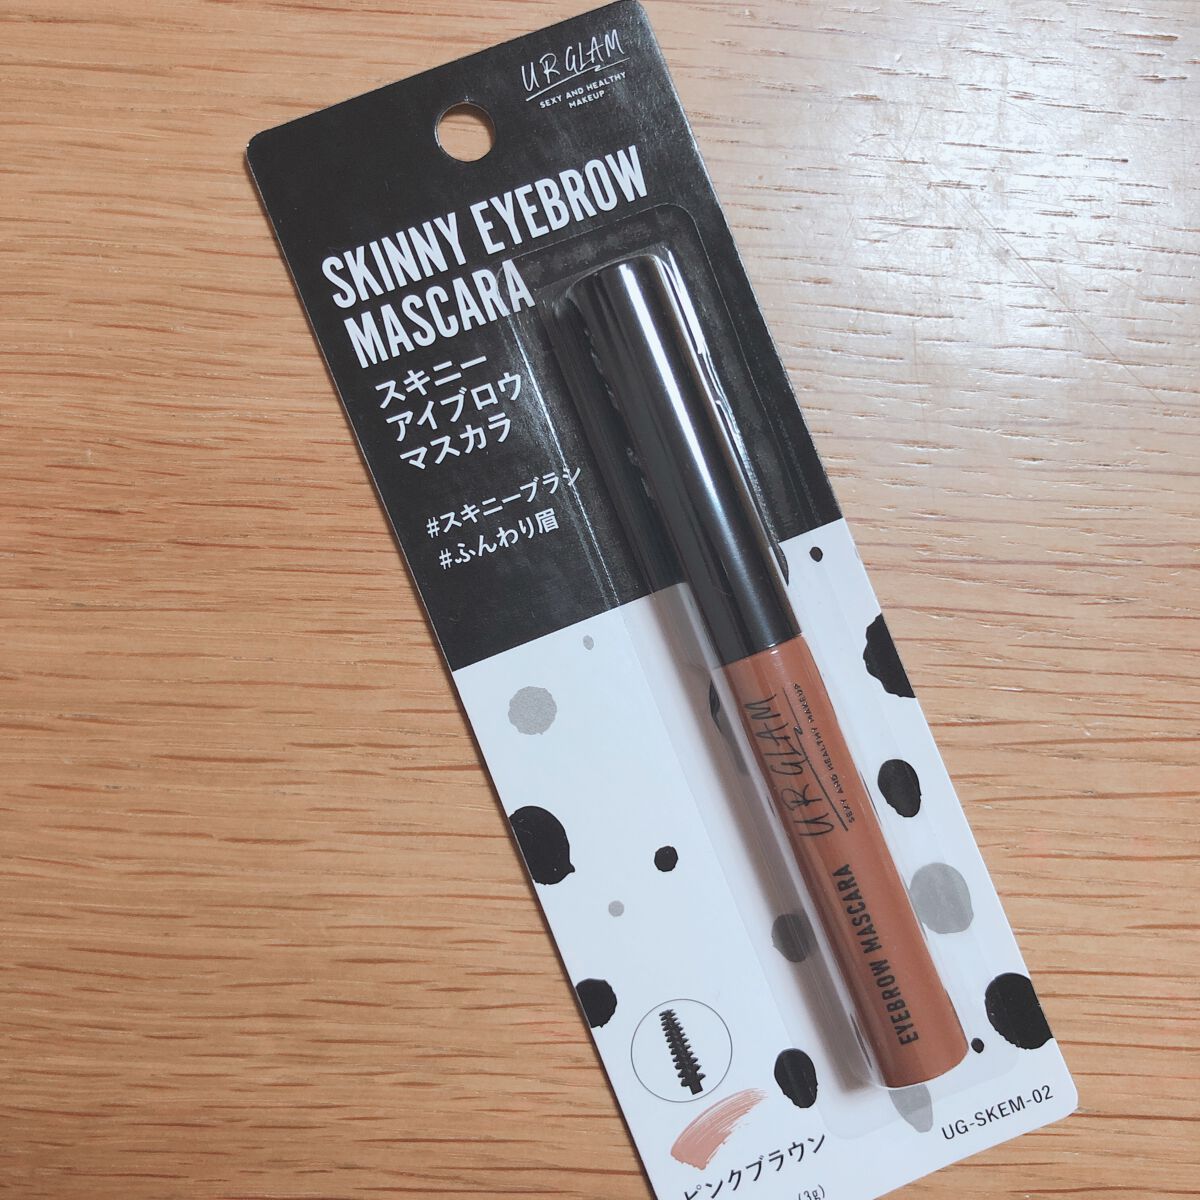 UR GLAM
SEXY AND HEALTHY
MAKEUP
SKINNY EYEBROW
MASCARA
スキニー
アイブロウ
マスカラ
#スキニーブラシ
#ふんわり眉
UR GLAM
SEXY AND HEALTHY MAKEUP
EYEBROW MASCARA
ピンクブラウン
(3g)
UG-SKEM-02